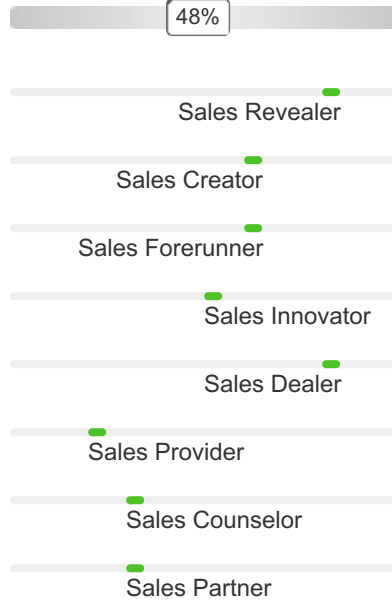 48%
Sales Revealer
Sales Creator
Sales Forerunner
Sales Innovator
Sales Dealer
Sales Provider
Sales Counselor
Sales Partner